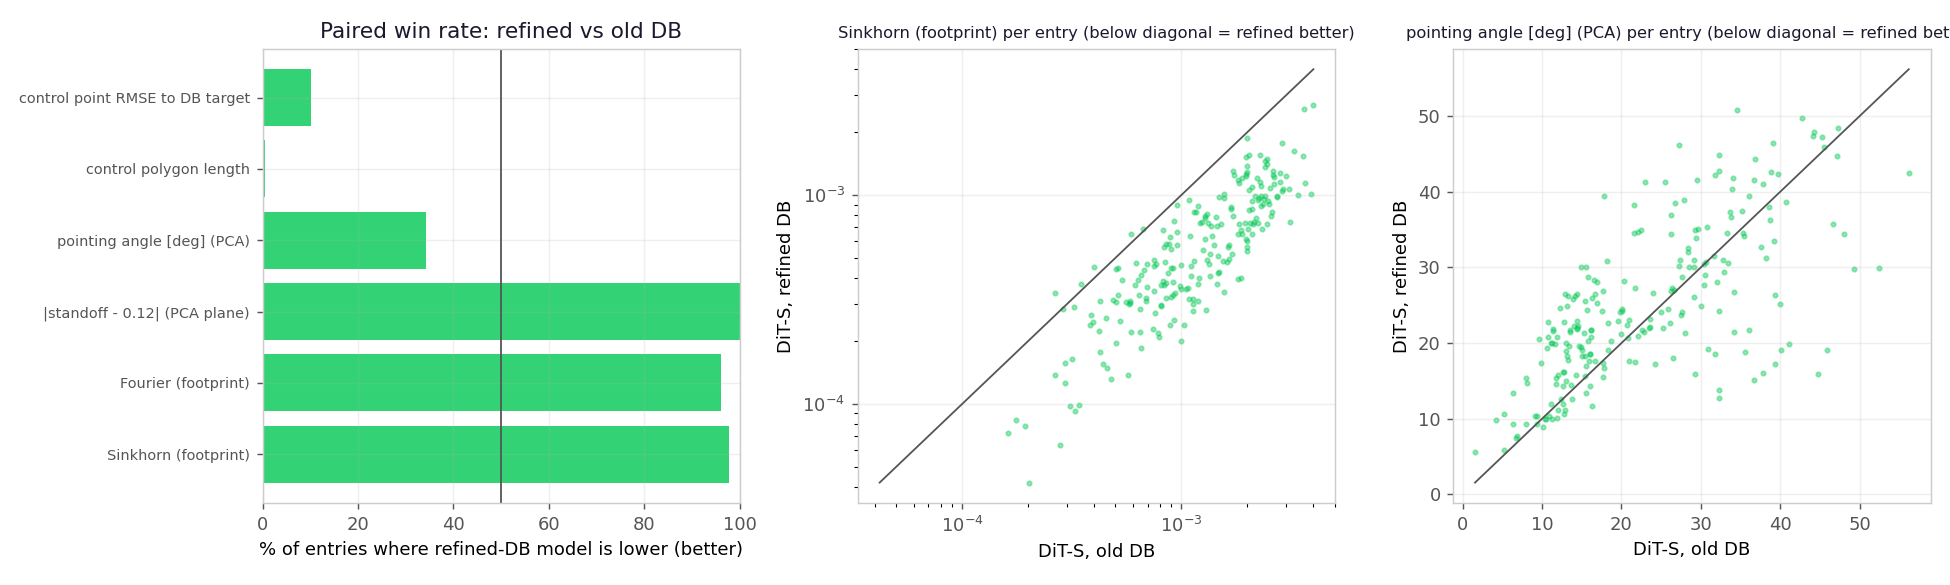 Paired win rate: refined vs old DB
control point RMSE to DB target
control polygon length
pointing angle [deg] (PCA)
|standoff - 0.12| (PCA plane)
Fourier (footprint)
Sinkhorn (footprint)
0 20 40 60 80 100
% of entries where refined-DB model is lower (better)
Sinkhorn (footprint) per entry (below diagonal = refined better)
DiT-S, refined DB
10⁻³
10⁻⁴
10⁻⁴ 10⁻³
DiT-S, old DB
pointing angle [deg] (PCA) per entry (below diagonal = refined bet
DiT-S, refined DB
50
40
30
20
10
0
0 10 20 30 40 50
DiT-S, old DB